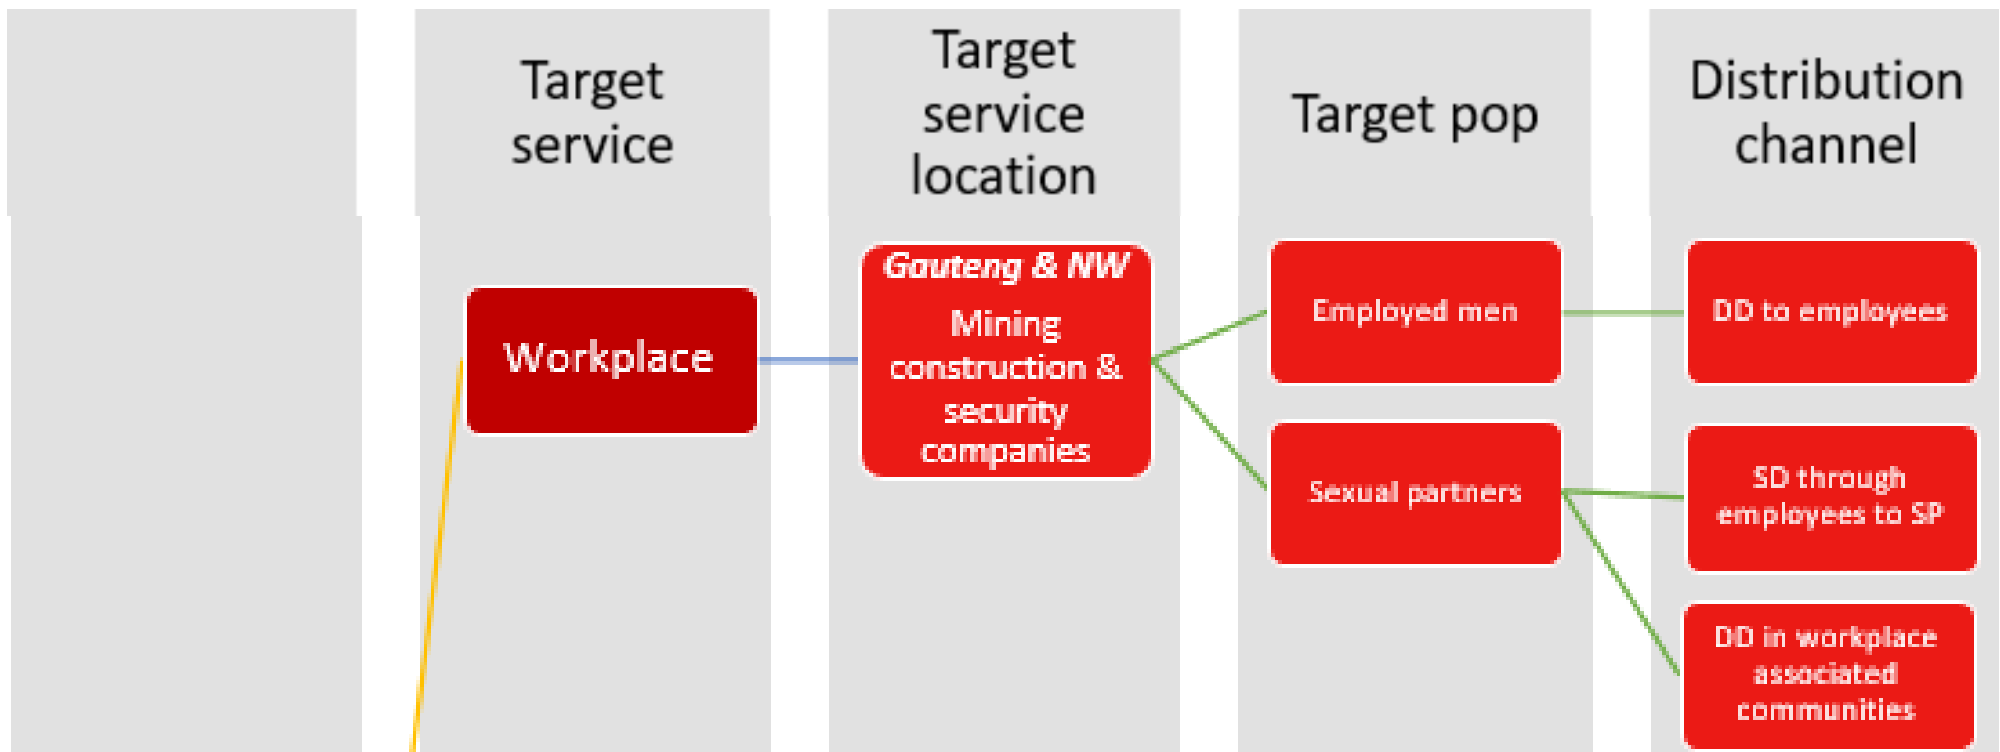 Target
service
Target
service
location
Target pop
Distribution
channel
Workplace
Gauteng & NW
Mining
construction &
security
companies
Employed men
Sexual partners
DD to employees
SD through
employees to SP
DD in workplace
associated
communities